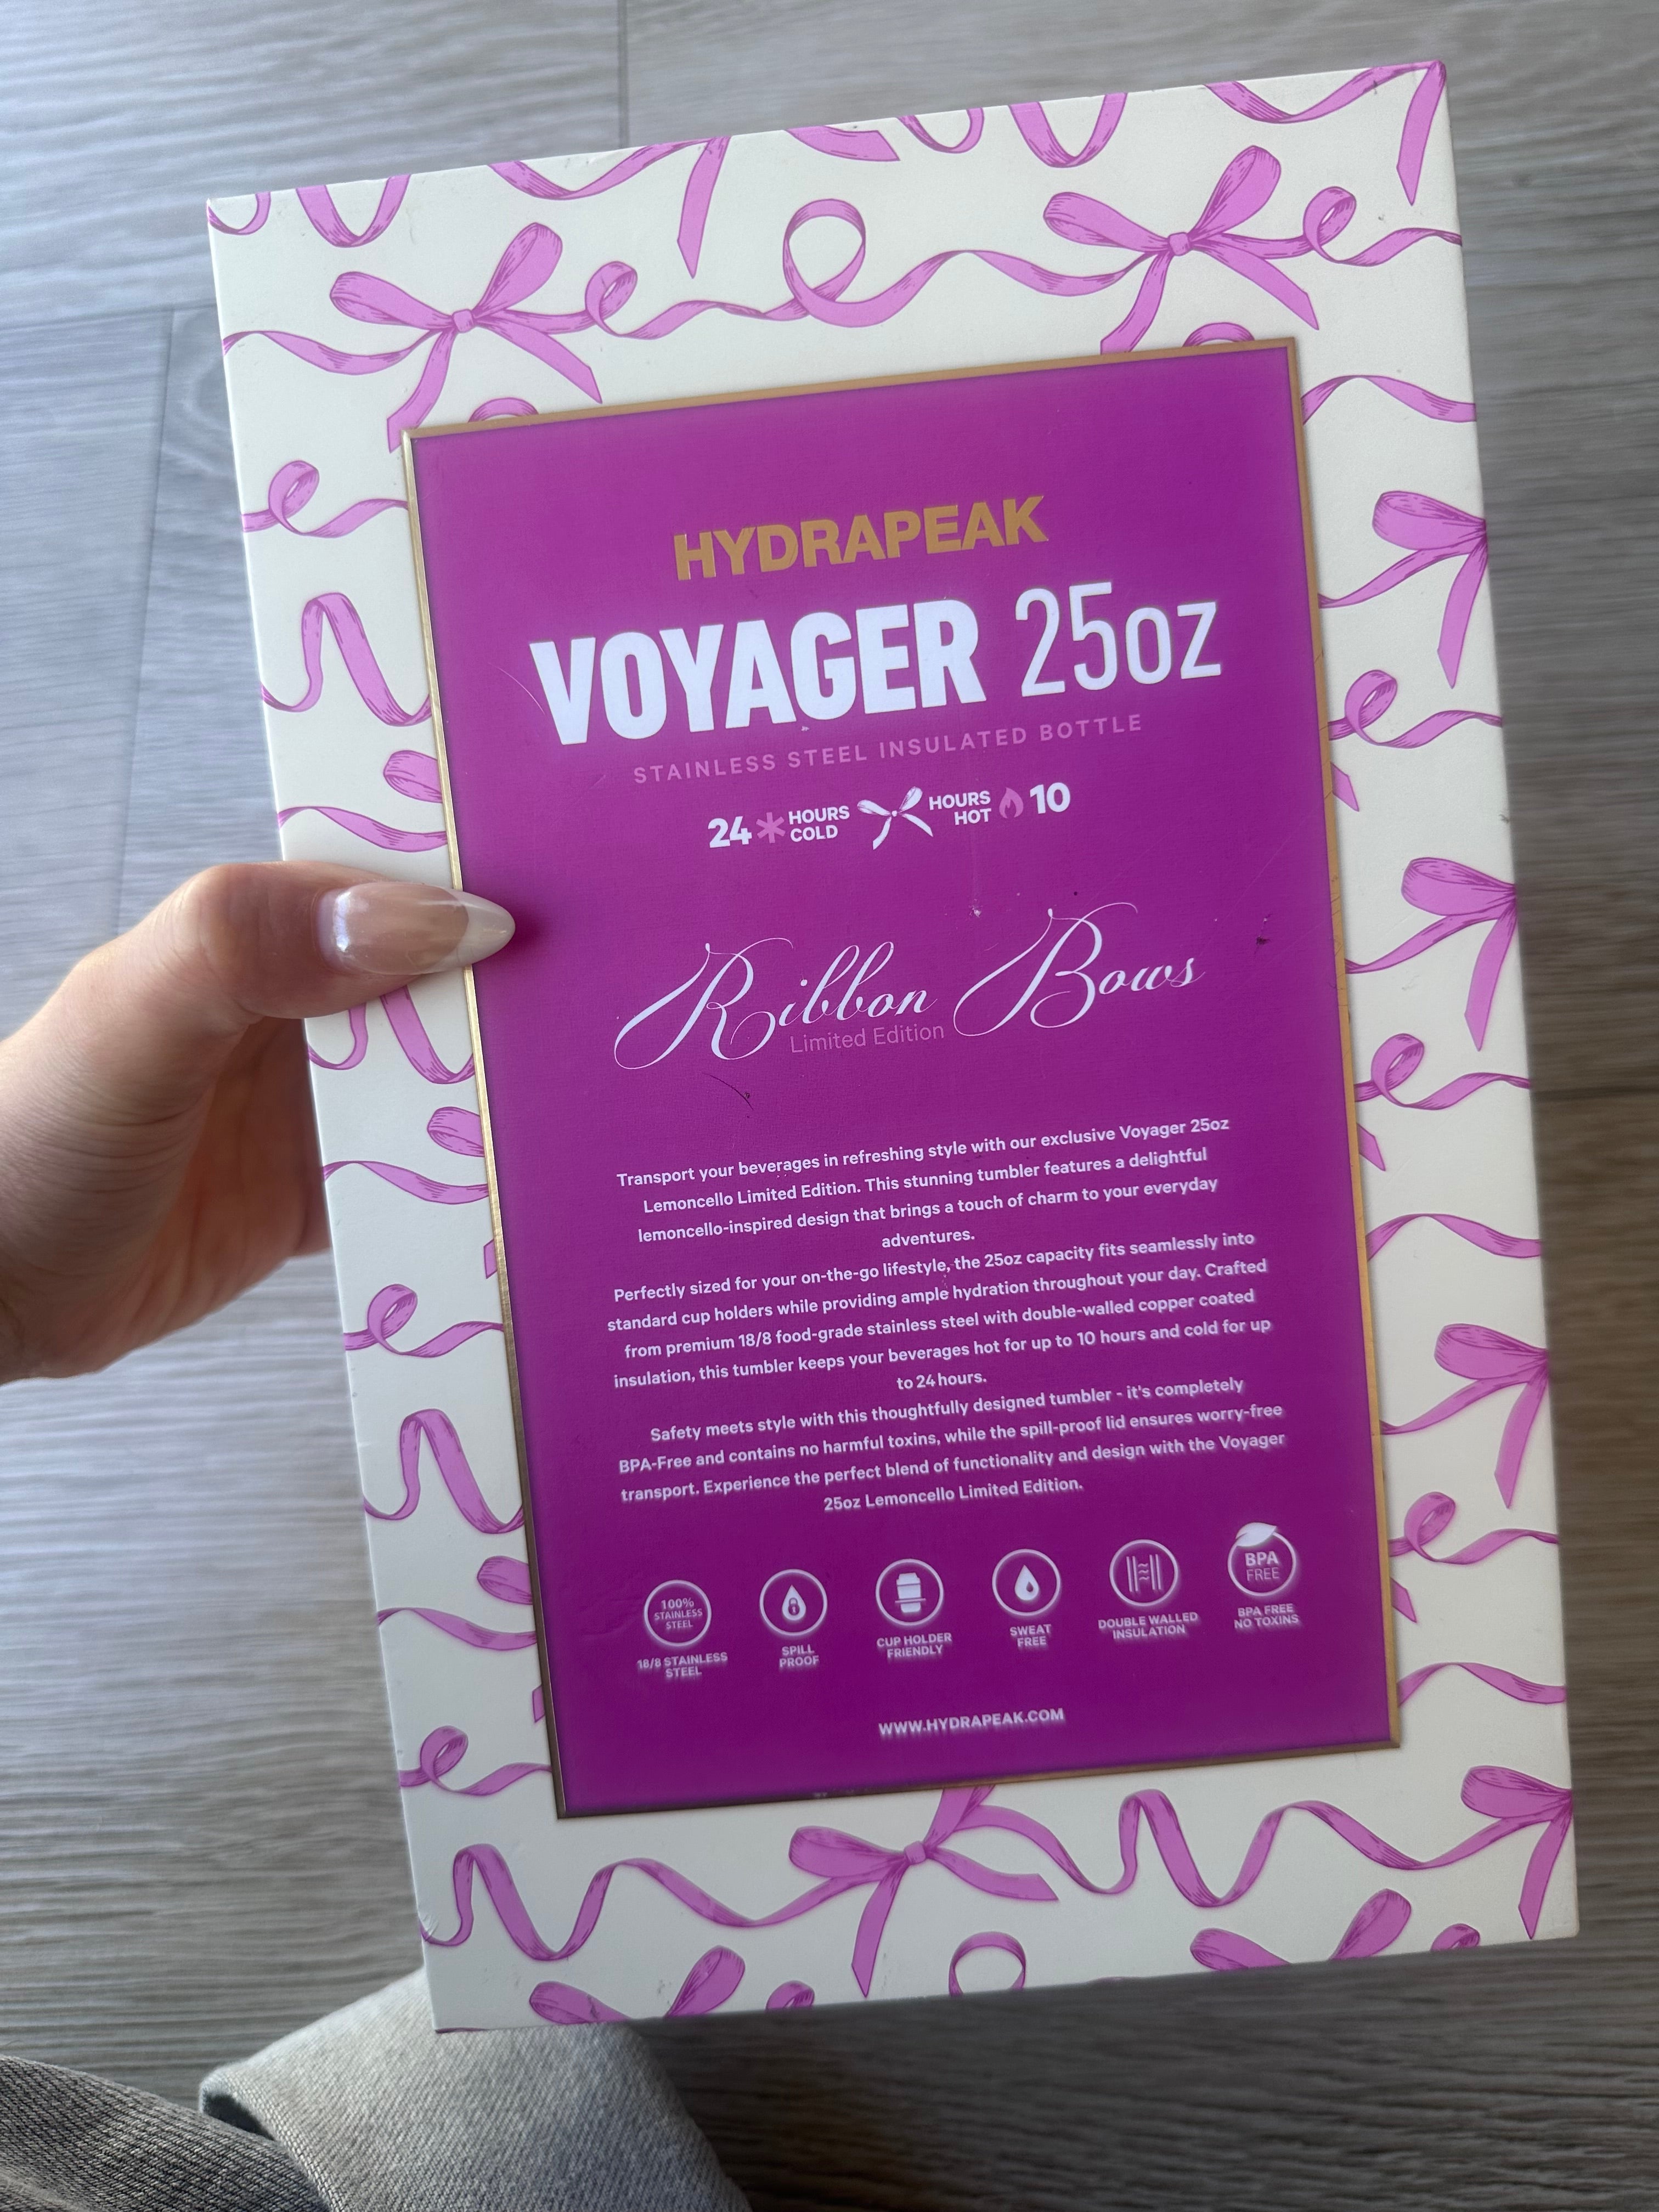 HYDRAPEAK
VOYAGER 25oz
STAINLESS STEEL INSULATED BOTTLE
24 HOURS COLD HOURS HOT 10
Ribbon Bows
Limited Edition
Transport your beverages in refreshing style with our exclusive Voyager 25oz
Lemoncello Limited Edition. This stunning tumbler features a delightful
lemoncello-inspired design that brings a touch of charm to your everyday
adventures.
Perfectly sized for your on-the-go lifestyle, the 25oz capacity fits seamlessly into
standard cup holders while providing ample hydration throughout your day. Crafted
from premium 18/8 food-grade stainless steel with double-walled copper coated
insulation, this tumbler keeps your beverages hot for up to 10 hours and cold for up
to 24 hours.
Safety meets style with this thoughtfully designed tumbler - it's completely
BPA-Free and contains no harmful toxins, while the spill-proof lid ensures worry-free
transport. Experience the perfect blend of functionality and design with the Voyager
25oz Lemoncello Limited Edition.
100%
STAINLESS
STEEL
18/8 STAINLESS
STEEL
SPILL
PROOF
CUP HOLDER
FRIENDLY
SWEAT
FREE
DOUBLE WALLED
INSULATION
BPA
FREE
BPA FREE
NO TOXINS
WWW.HYDRAPEAK.COM